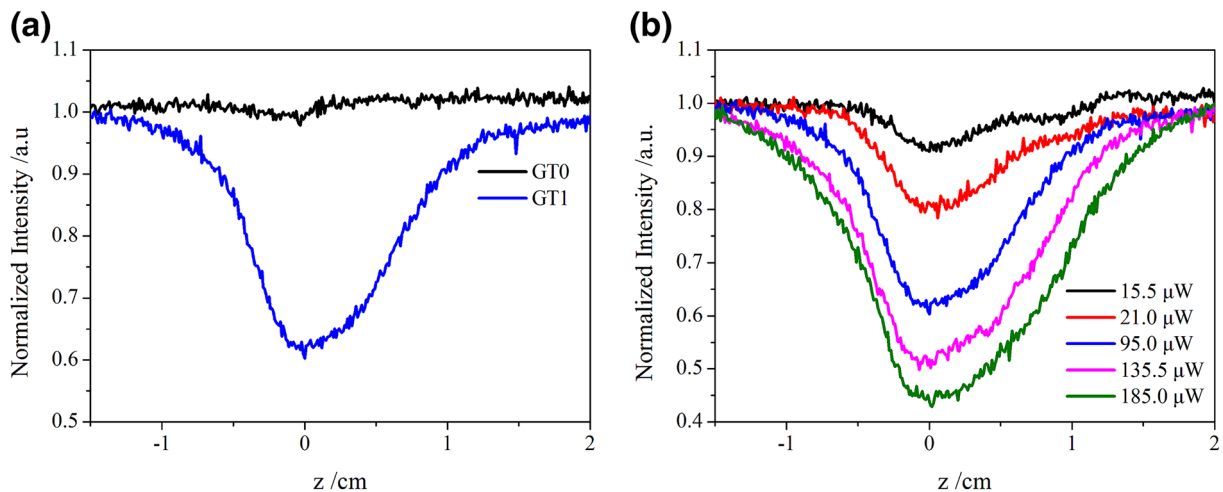 (a)
1.1
1.0
0.9
0.8
0.7
0.6
0.5
Normalized Intensity /a.u
GT0
GT1
-1
0
1
2
z /cm
(b)
1.1
1.0
0.9
0.8
0.7
0.6
0.5
0.4
Normalized Intensity /a.u.
15.5 µW
21.0 µW
95.0 µW
135.5 µW
185.0 µW
-1
0
1
2
z /cm